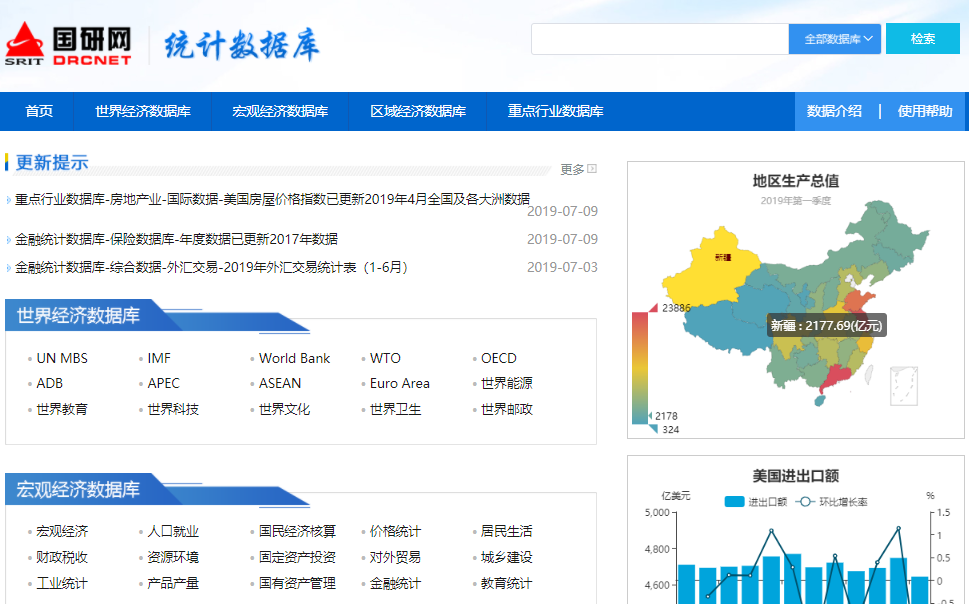 国研网 统计数据库
SRIT DRCNET
全部数据库 检索
首页 世界经济数据库 宏观经济数据库 区域经济数据库 重点行业数据库 数据介绍 | 使用帮助
更新提示 更多
重点行业数据库-房地产业-国际数据-美国房屋价格指数已更新2019年4月全国及各大洲数据 2019-07-09
金融统计数据库-保险数据库-年度数据已更新2017年数据 2019-07-09
金融统计数据库-综合数据-外汇交易-2019年外汇交易统计表（1-6月） 2019-07-03
世界经济数据库
UN MBS IMF World Bank WTO OECD
ADB APEC ASEAN Euro Area 世界能源
世界教育 世界科技 世界文化 世界卫生 世界邮政
宏观经济数据库
宏观经济 人口就业 国民经济核算 价格统计 居民生活
财政税收 资源环境 固定资产投资 对外贸易 城乡建设
工业统计 产品产量 国有资产管理 金融统计 教育统计
地区生产总值
2019年第一季度
新疆
23886
新疆 : 2177.69(亿元)
2178
324
美国进出口额
亿美元 进出口额 环比增长率 %
5,000 1.5
1
4,800 0.5
4,600 0
-0.5